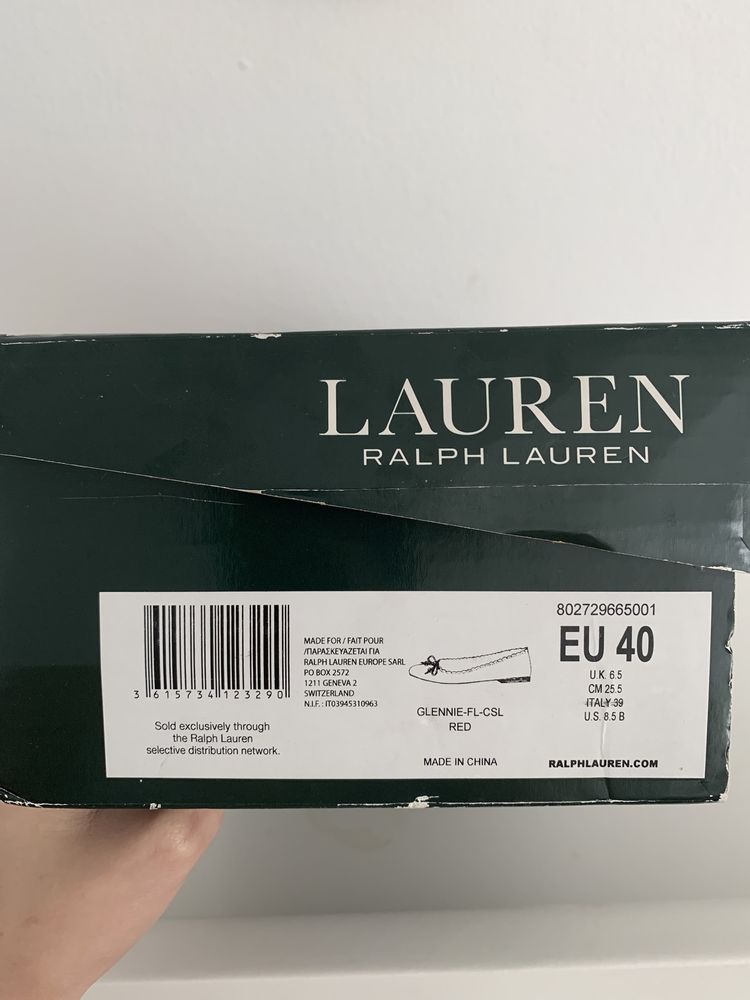 LAUREN
RALPH LAUREN
3 615734 123290
Sold exclusively through
the Ralph Lauren
selective distribution network.
MADE FOR / FAIT POUR
/ΠΑΡΑΣΚΕΥΑΖΕΤΑΙ ΓΙΑ
RALPH LAUREN EUROPE SARL
PO BOX 2572
1211 GENEVA 2
SWITZERLAND
N.I.F. : IT03945310963
GLENNIE-FL-CSL
RED
MADE IN CHINA
802729665001
EU 40
U.K. 6.5
CM 25.5
ITALY 39
U.S. 8.5 B
RALPHLAUREN.COM